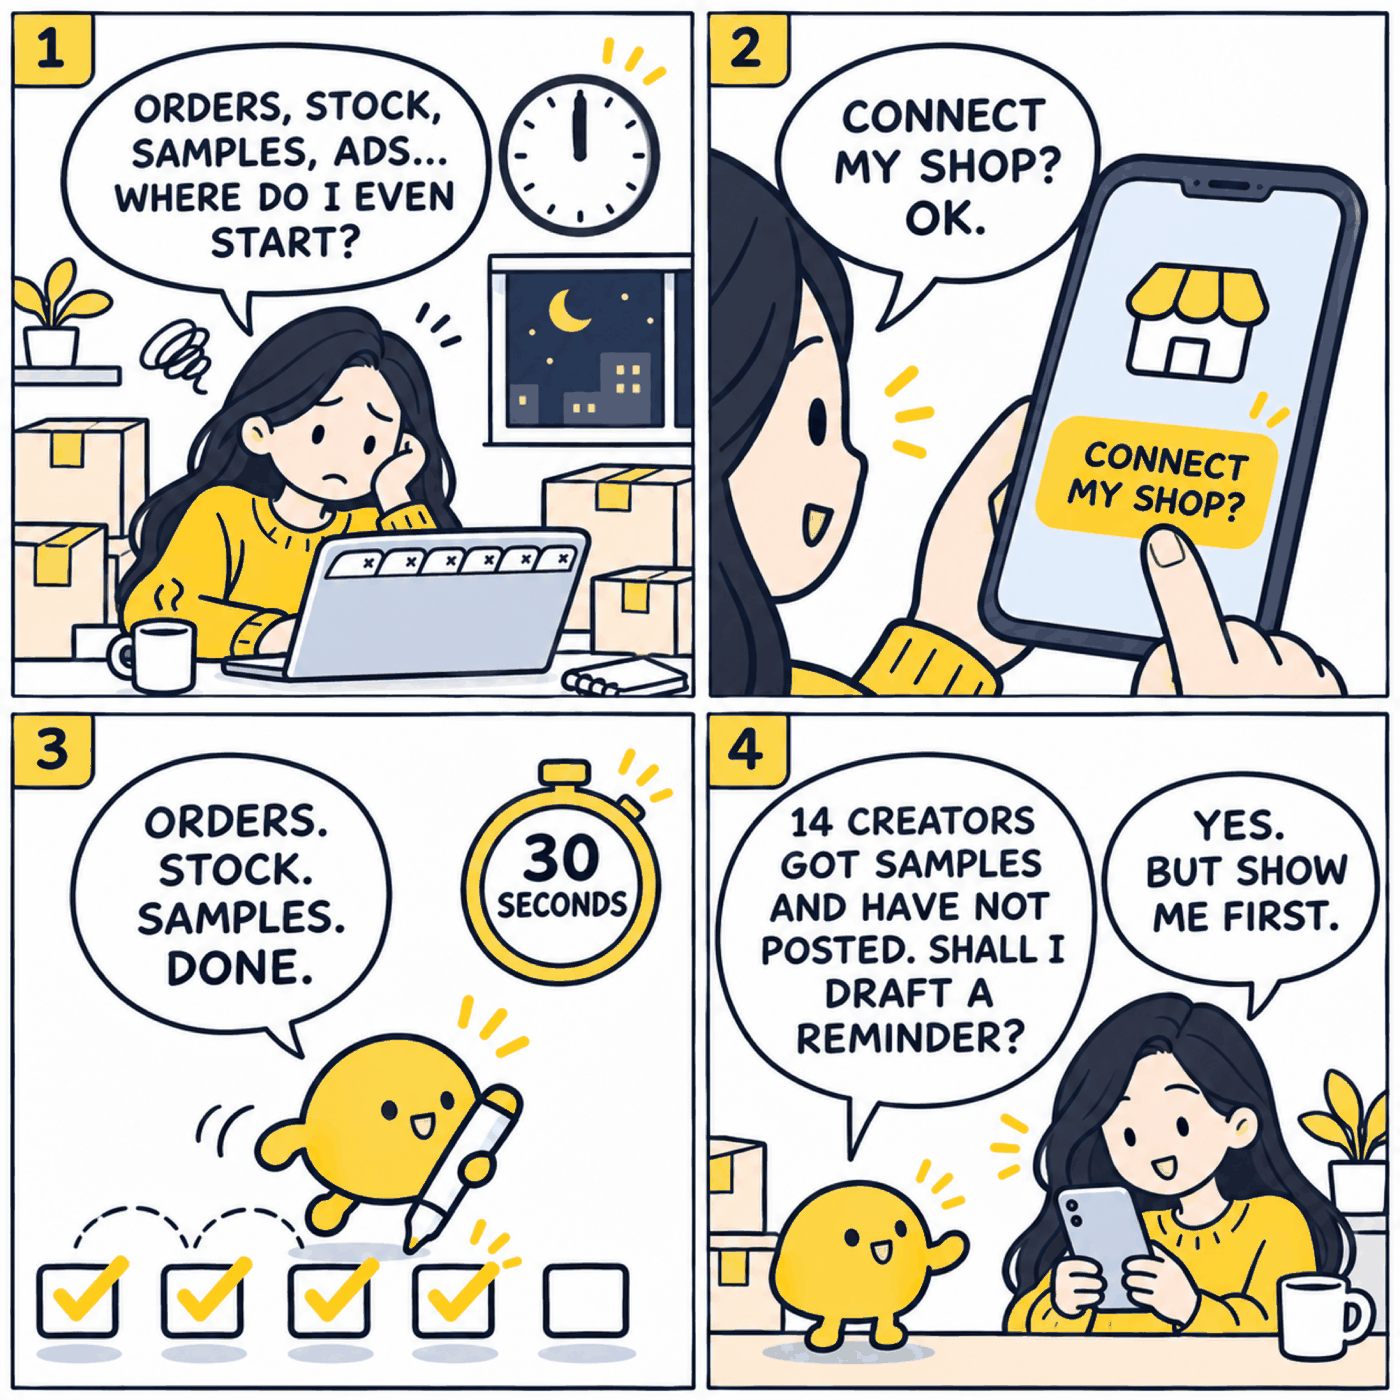 1
ORDERS, STOCK,
SAMPLES, ADS...
WHERE DO I EVEN
START?
x x x x x x
2
CONNECT
MY SHOP?
OK.
CONNECT
MY SHOP?
3
ORDERS.
STOCK.
SAMPLES.
DONE.
30
SECONDS
4
14 CREATORS
GOT SAMPLES
AND HAVE NOT
POSTED. SHALL I
DRAFT A
REMINDER?
YES.
BUT SHOW
ME FIRST.